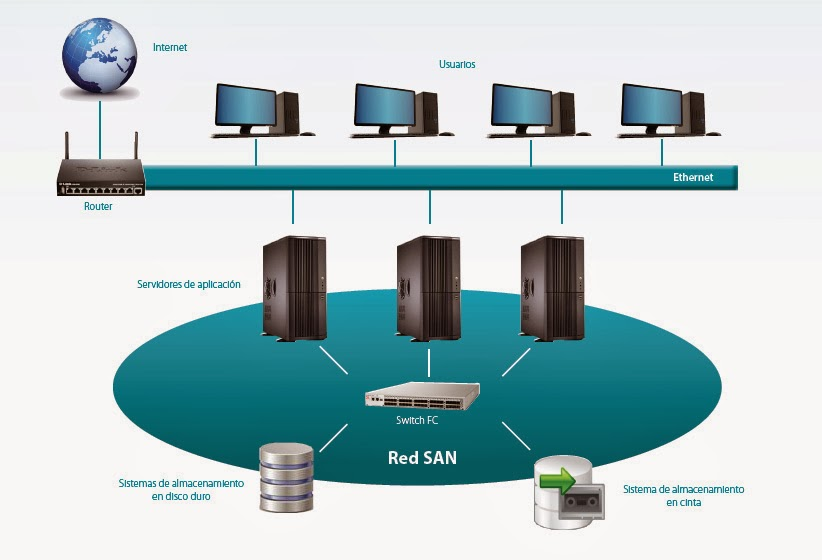 Internet
Usuarios
D-Link
Ethernet
Router
Servidores de aplicación
Switch FC
Red SAN
Sistemas de almacenamiento
en disco duro
Sistema de almacenamiento
en cinta